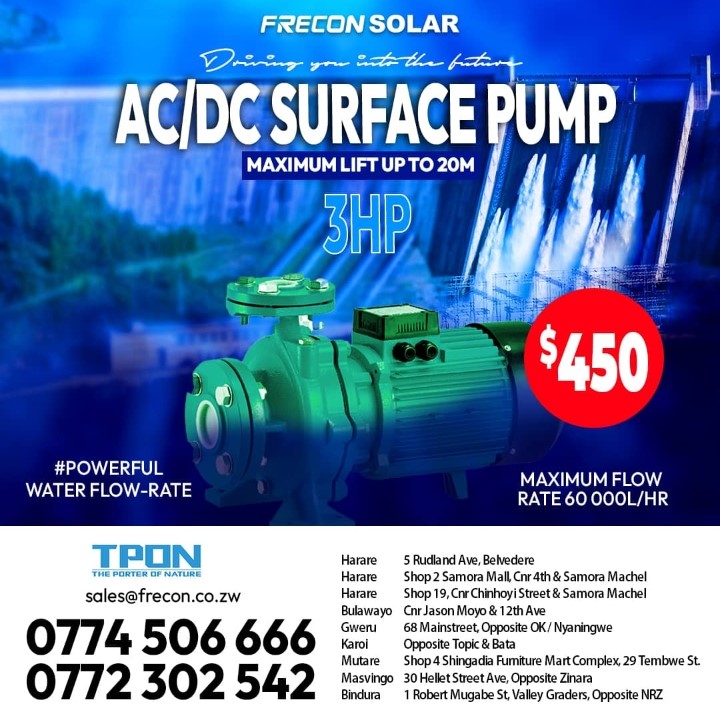 FRECON SOLAR
Driving you into the future
AC/DC SURFACE PUMP
MAXIMUM LIFT UP TO 20M
3HP
$450
#POWERFUL
WATER FLOW-RATE
MAXIMUM FLOW
RATE 60 000L/HR
TPON
THE PORTER OF NATURE
sales@frecon.co.zw
0774 506 666
0772 302 542
Harare 5 Rudland Ave, Belvedere
Harare Shop 2 Samora Mall, Cnr 4th & Samora Machel
Harare Shop 19, Cnr Chinhoyi Street & Samora Machel
Bulawayo Cnr Jason Moyo & 12th Ave
Gweru 68 Mainstreet, Opposite OK / Nyaningwe
Karoi Opposite Topic & Bata
Mutare Shop 4 Shingadia Furniture Mart Complex, 29 Tembwe St.
Masvingo 30 Hellet Street Ave, Opposite Zinara
Bindura 1 Robert Mugabe St, Valley Graders, Opposite NRZ